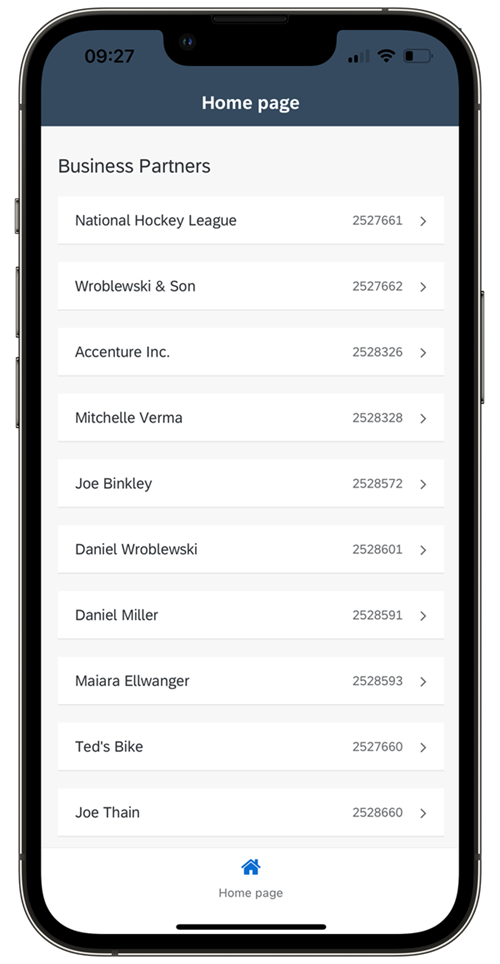 09:27
Home page
Business Partners
National Hockey League 2527661
Wroblewski & Son 2527662
Accenture Inc. 2528326
Mitchelle Verma 2528328
Joe Binkley 2528572
Daniel Wroblewski 2528601
Daniel Miller 2528591
Maiara Ellwanger 2528593
Ted's Bike 2527660
Joe Thain 2528660
Home page